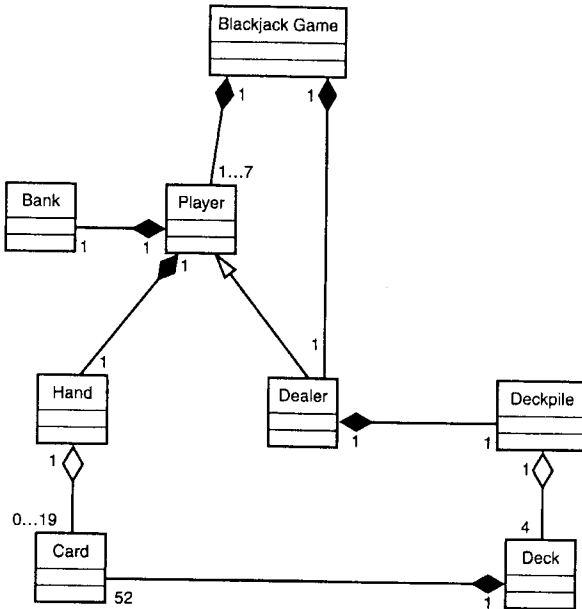 Blackjack Game
1 1
1...7
Bank Player
1 1 1
1 1
Hand Dealer Deckpile
1 1 1 1
0...19 4
Card Deck
52 1